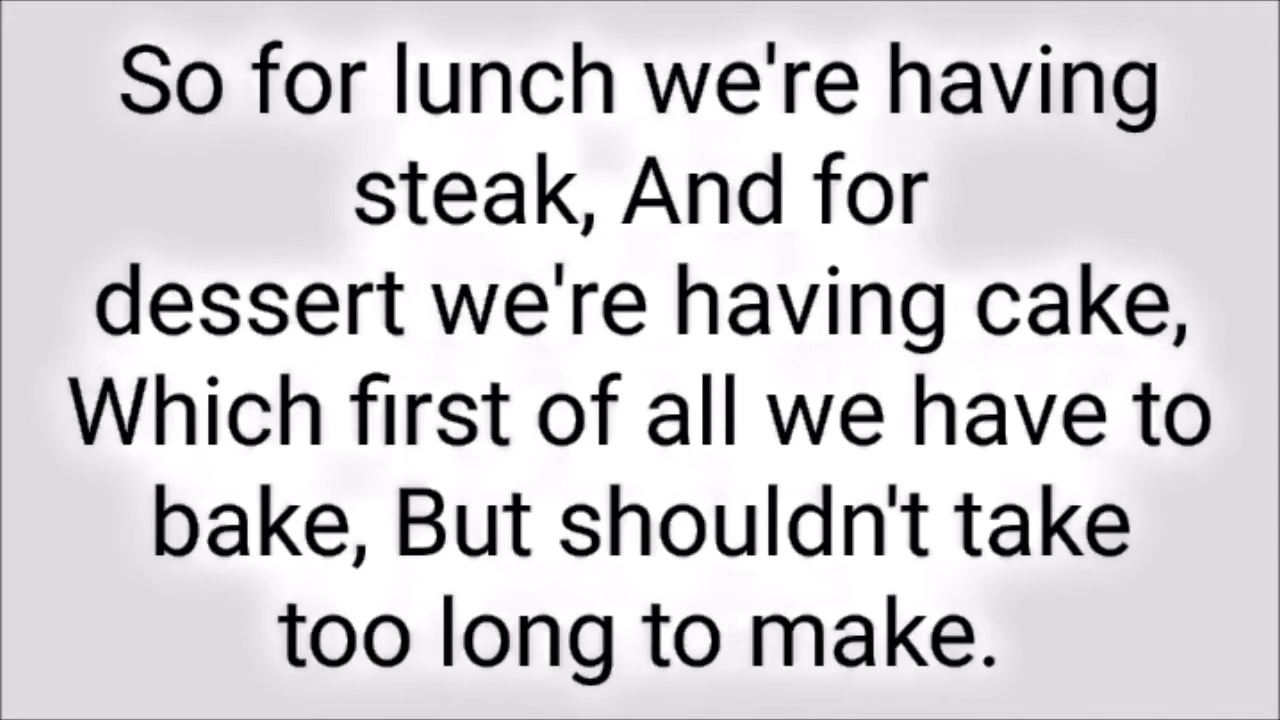 So for lunch we're having
steak, And for
dessert we're having cake,
Which first of all we have to
bake, But shouldn't take
too long to make.